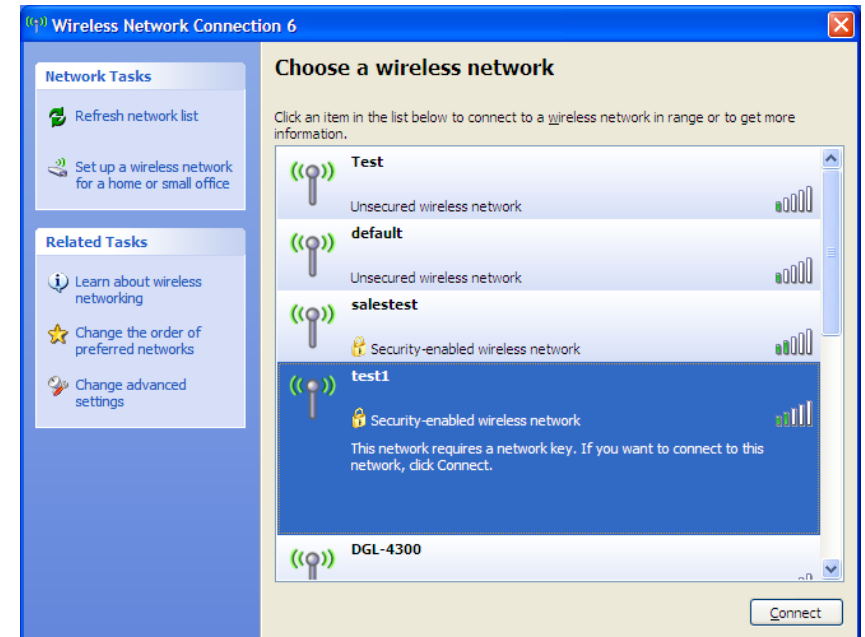 Wireless Network Connection 6
Network Tasks
Refresh network list
Set up a wireless network
for a home or small office
Related Tasks
Learn about wireless
networking
Change the order of
preferred networks
Change advanced
settings
Choose a wireless network
Click an item in the list below to connect to a wireless network in range or to get more
information.
Test
Unsecured wireless network
default
Unsecured wireless network
salestest
Security-enabled wireless network
test1
Security-enabled wireless network
This network requires a network key. If you want to connect to this
network, click Connect.
DGL-4300
Connect